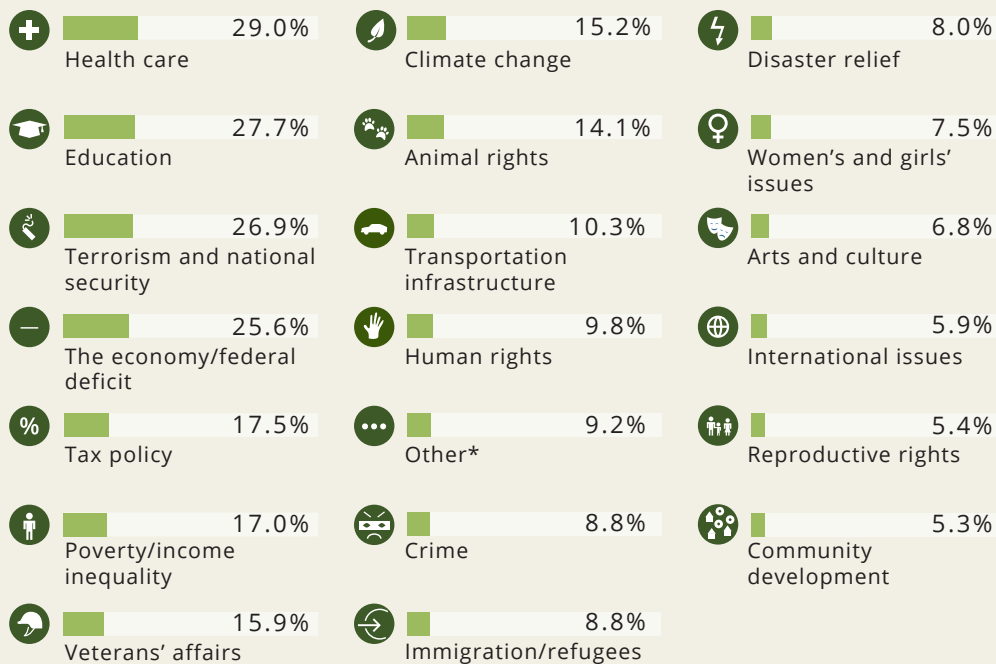 29.0%
Health care
27.7%
Education
26.9%
Terrorism and national
security
25.6%
The economy/federal
deficit
%
17.5%
Tax policy
17.0%
Poverty/income
inequality
15.9%
Veterans’ affairs
15.2%
Climate change
14.1%
Animal rights
10.3%
Transportation
infrastructure
9.8%
Human rights
9.2%
Other*
8.8%
Crime
8.8%
Immigration/refugees
8.0%
Disaster relief
7.5%
Women’s and girls’
issues
6.8%
Arts and culture
5.9%
International issues
5.4%
Reproductive rights
5.3%
Community
development